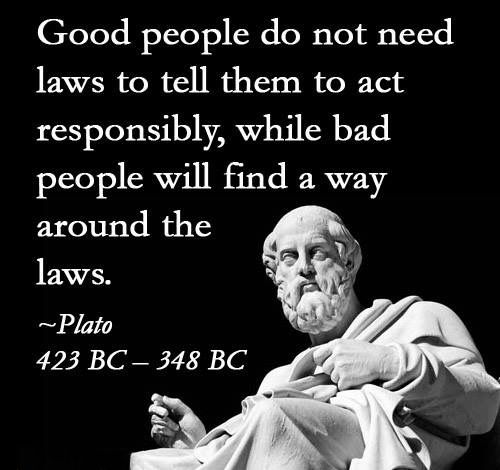 Good people do not need
laws to tell them to act
responsibly, while bad
people will find a way
around the
laws.
~Plato
423 BC – 348 BC